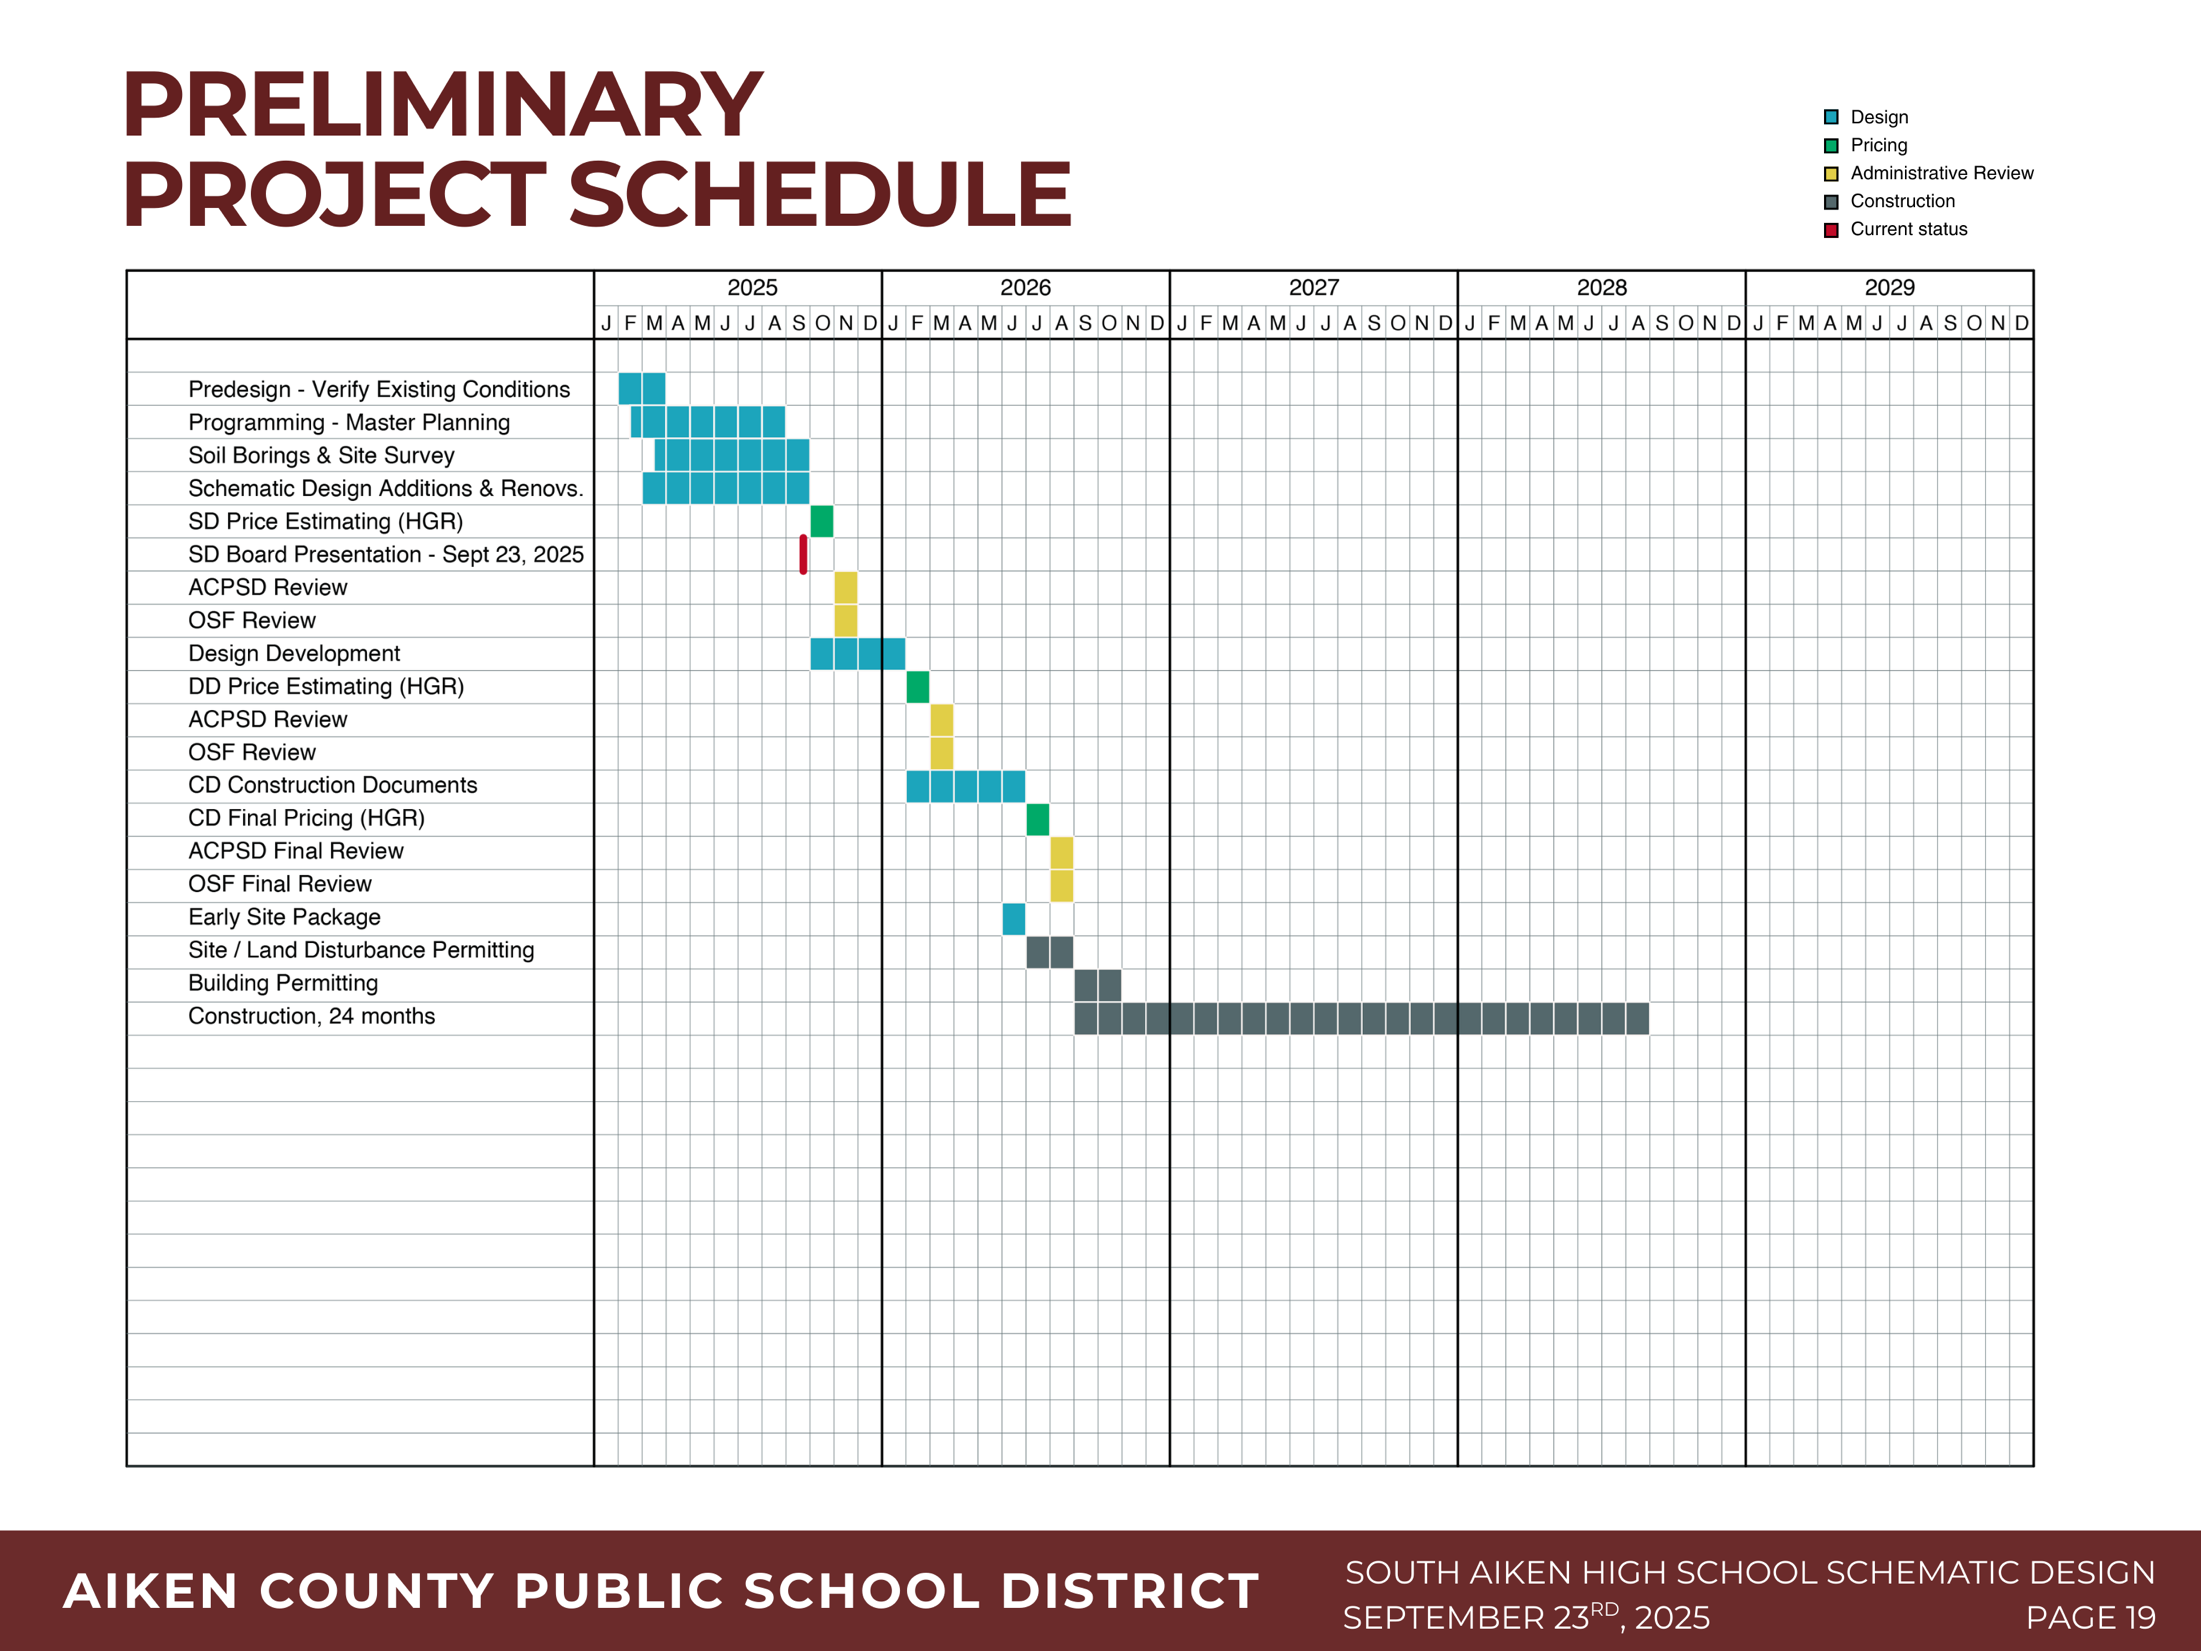 PRELIMINARY
PROJECT SCHEDULE
Design
Pricing
Administrative Review
Construction
Current status
2025 2026 2027 2028 2029
J F M A M J J A S O N D J F M A M J J A S O N D J F M A M J J A S O N D J F M A M J J A S O N D J F M A M J J A S O N D
Predesign - Verify Existing Conditions
Programming - Master Planning
Soil Borings & Site Survey
Schematic Design Additions & Renovs.
SD Price Estimating (HGR)
SD Board Presentation - Sept 23, 2025
ACPSD Review
OSF Review
Design Development
DD Price Estimating (HGR)
ACPSD Review
OSF Review
CD Construction Documents
CD Final Pricing (HGR)
ACPSD Final Review
OSF Final Review
Early Site Package
Site / Land Disturbance Permitting
Building Permitting
Construction, 24 months
AIKEN COUNTY PUBLIC SCHOOL DISTRICT
SOUTH AIKEN HIGH SCHOOL SCHEMATIC DESIGN
SEPTEMBER 23RD, 2025 PAGE 19